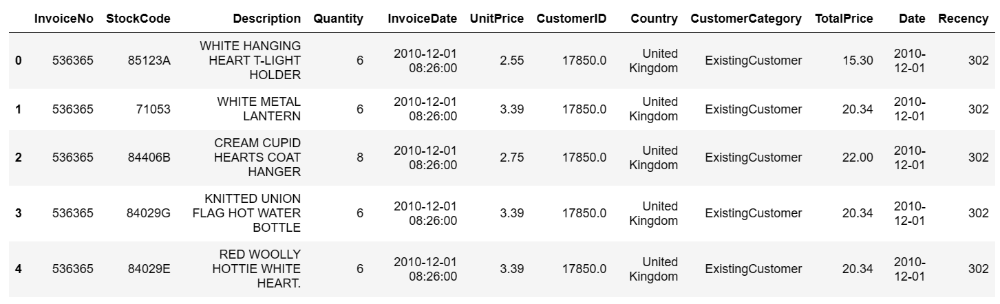 InvoiceNo StockCode Description Quantity InvoiceDate UnitPrice CustomerID Country CustomerCategory TotalPrice Date Recency
0 536365 85123A WHITE HANGING HEART T-LIGHT HOLDER 6 2010-12-01 08:26:00 2.55 17850.0 United Kingdom ExistingCustomer 15.30 2010-12-01 302
1 536365 71053 WHITE METAL LANTERN 6 2010-12-01 08:26:00 3.39 17850.0 United Kingdom ExistingCustomer 20.34 2010-12-01 302
2 536365 84406B CREAM CUPID HEARTS COAT HANGER 8 2010-12-01 08:26:00 2.75 17850.0 United Kingdom ExistingCustomer 22.00 2010-12-01 302
3 536365 84029G KNITTED UNION FLAG HOT WATER BOTTLE 6 2010-12-01 08:26:00 3.39 17850.0 United Kingdom ExistingCustomer 20.34 2010-12-01 302
4 536365 84029E RED WOOLLY HOTTIE WHITE HEART. 6 2010-12-01 08:26:00 3.39 17850.0 United Kingdom ExistingCustomer 20.34 2010-12-01 302